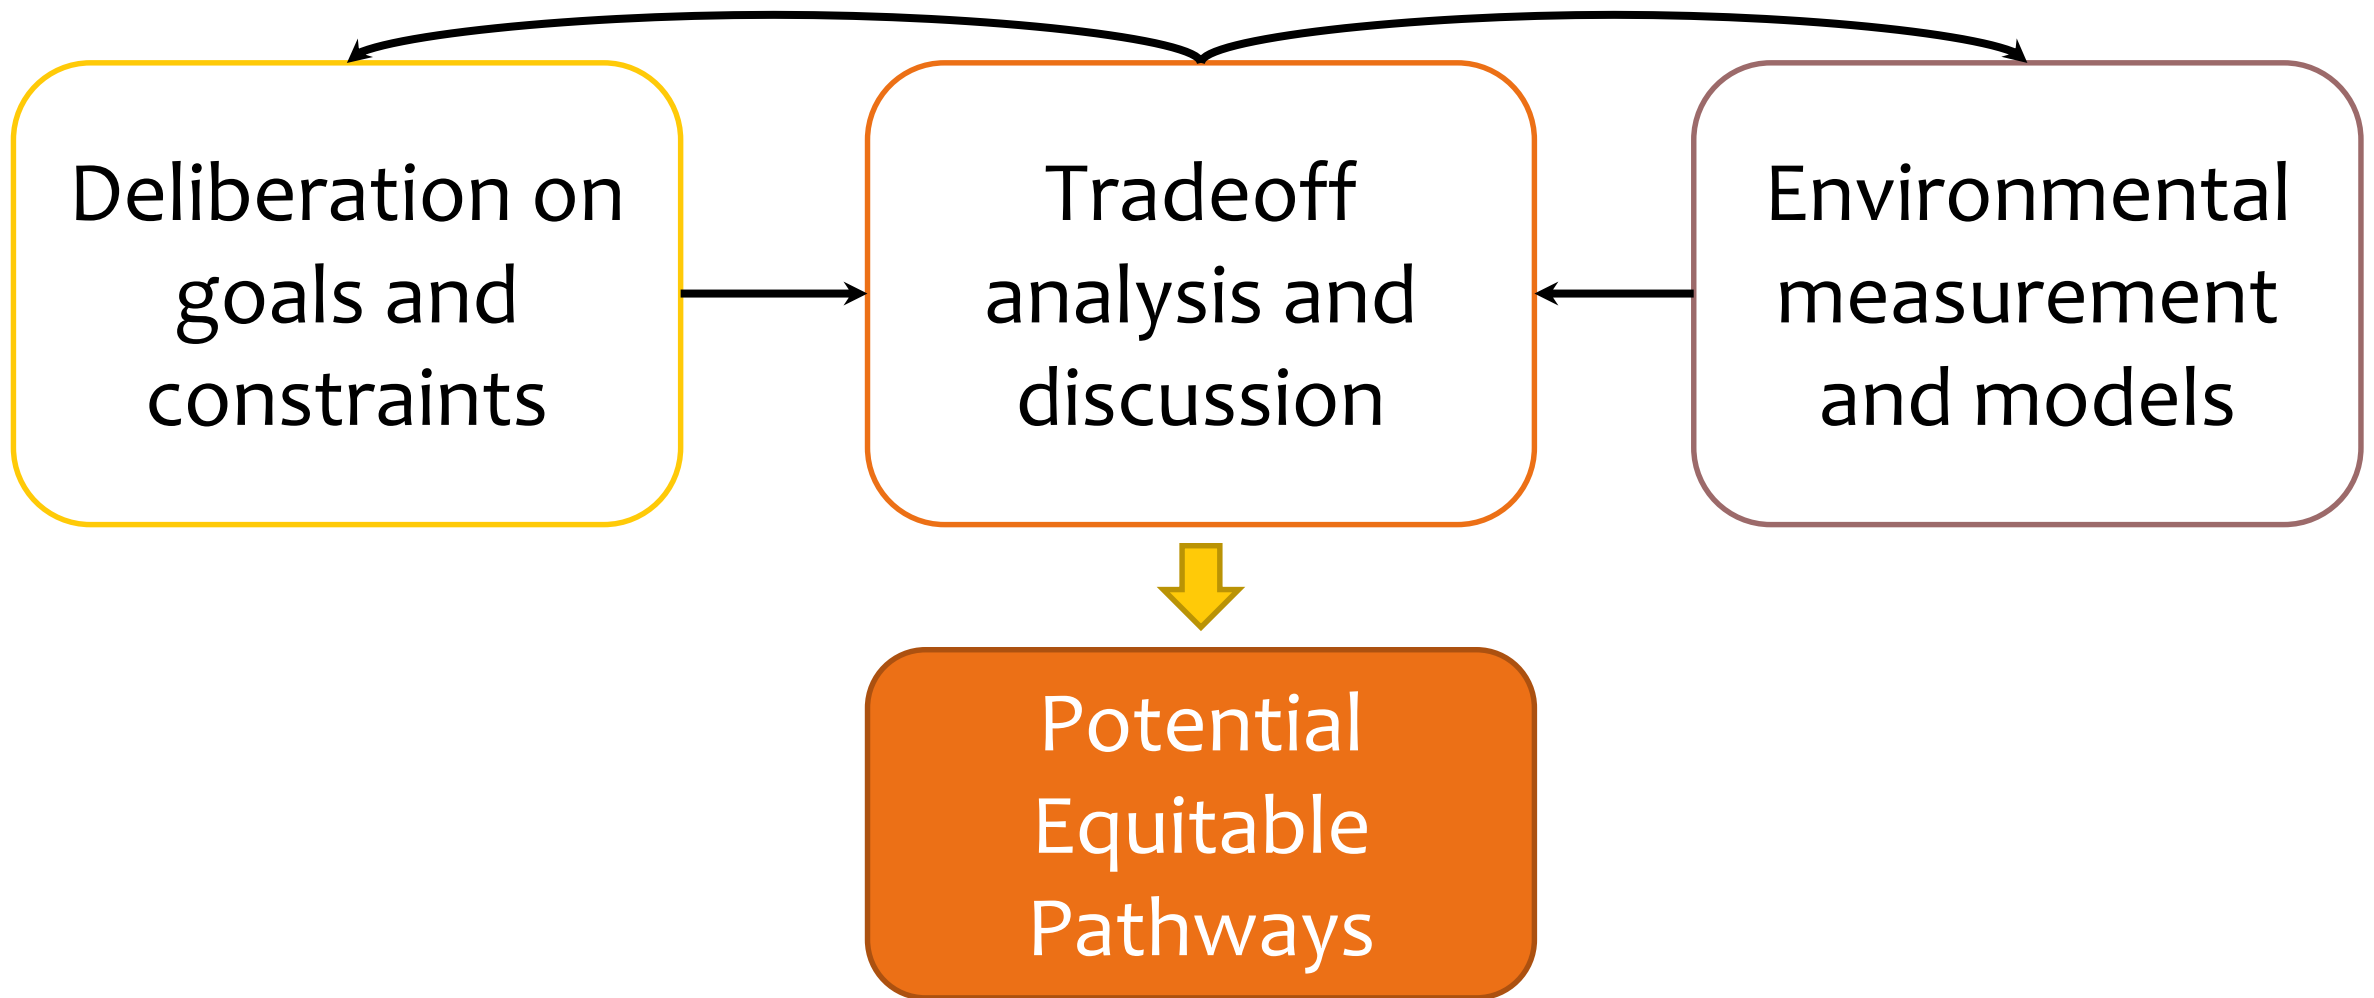 Deliberation on
goals and
constraints
Tradeoff
analysis and
discussion
Environmental
measurement
and models
Potential
Equitable
Pathways